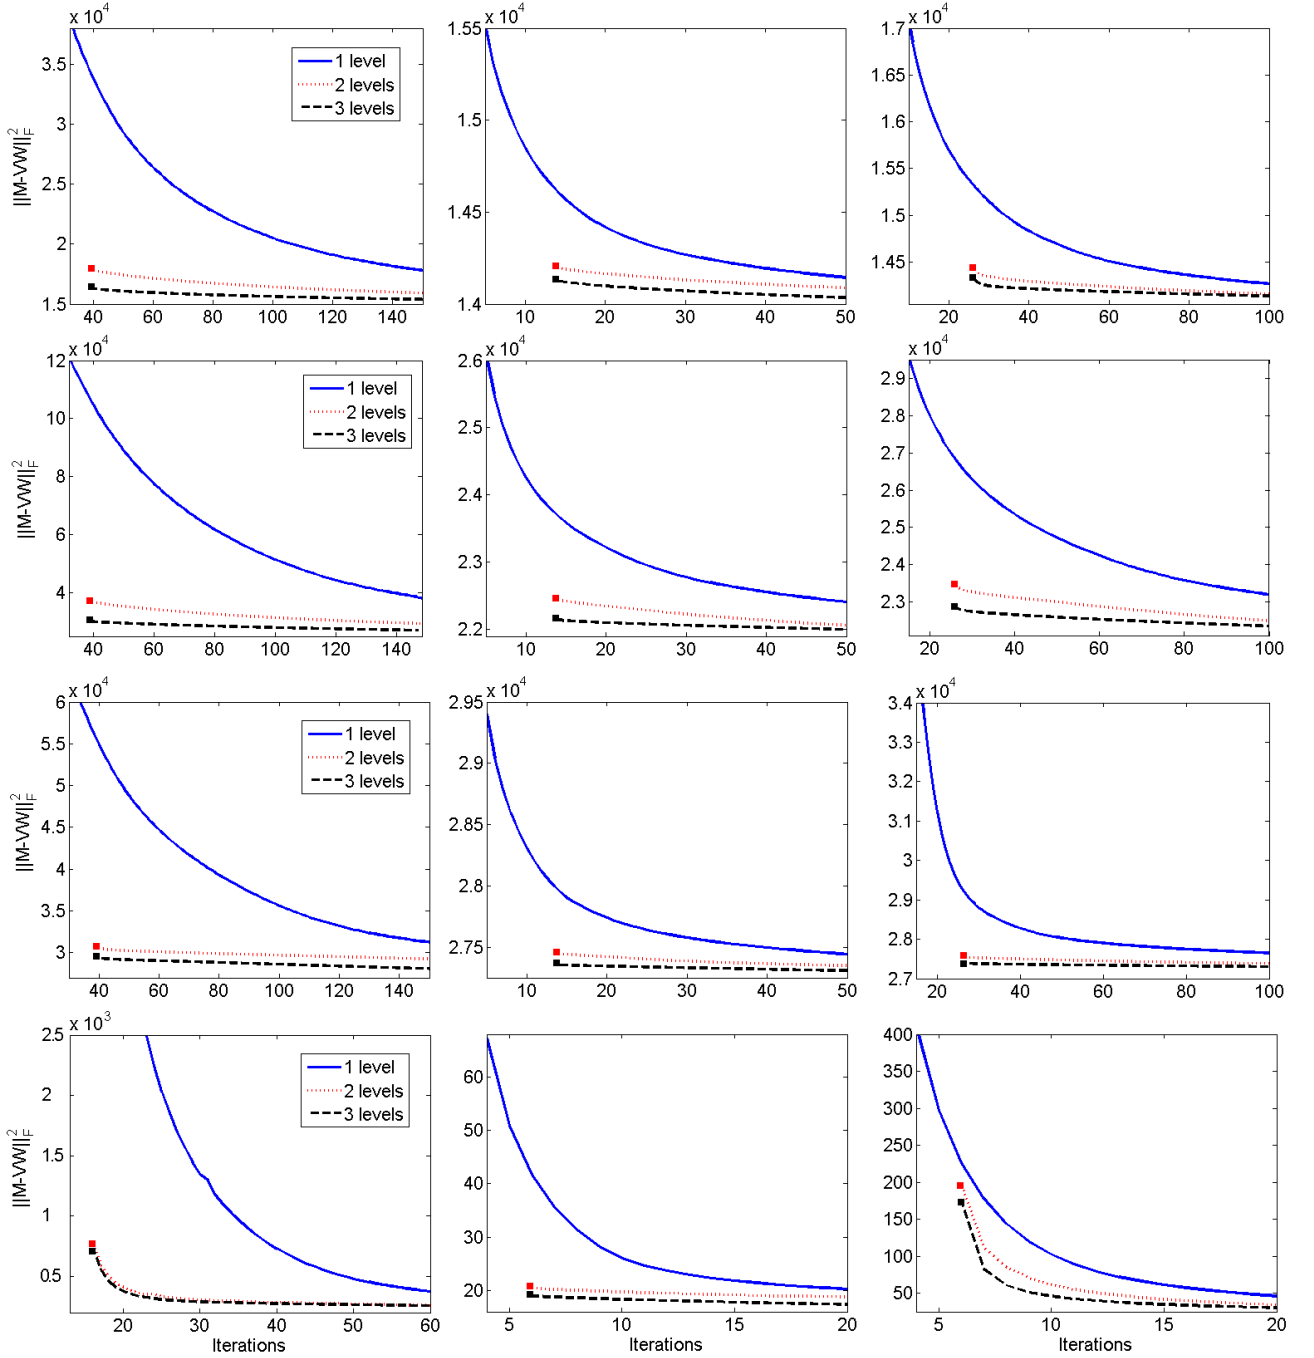 x 10^4
3.5
3
2.5
2
1.5
40 60 80 100 120 140
||M-VW||_F^2
1 level
2 levels
3 levels
x 10^4
1.55
1.5
1.45
1.4
10 20 30 40 50
x 10^4
1.7
1.65
1.6
1.55
1.5
1.45
20 40 60 80 100
x 10^4
12
10
8
6
4
40 60 80 100 120 140
||M-VW||_F^2
1 level
2 levels
3 levels
x 10^4
2.6
2.5
2.4
2.3
2.2
10 20 30 40 50
x 10^4
2.9
2.8
2.7
2.6
2.5
2.4
2.3
20 40 60 80 100
x 10^4
6
5.5
5
4.5
4
3.5
3
40 60 80 100 120 140
||M-VW||_F^2
1 level
2 levels
3 levels
x 10^4
2.95
2.9
2.85
2.8
2.75
10 20 30 40 50
x 10^4
3.4
3.3
3.2
3.1
3
2.9
2.8
2.7
20 40 60 80 100
x 10^3
2.5
2
1.5
1
0.5
20 30 40 50 60
||M-VW||_F^2
Iterations
1 level
2 levels
3 levels
60
50
40
30
20
5 10 15 20
Iterations
400
350
300
250
200
150
100
50
5 10 15 20
Iterations